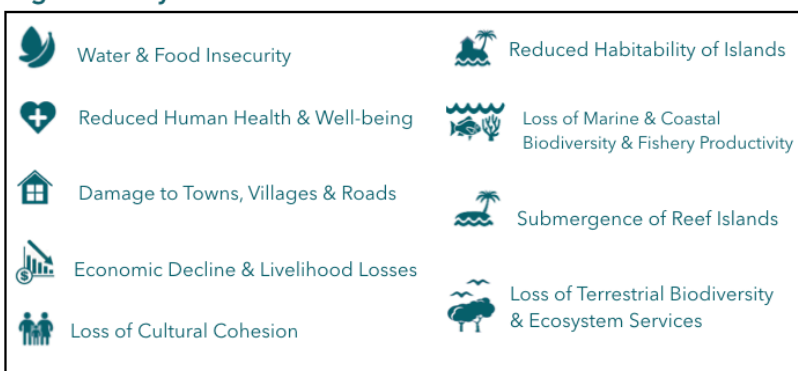 Water & Food Insecurity
Reduced Human Health & Well-being
Damage to Towns, Villages & Roads
Economic Decline & Livelihood Losses
Loss of Cultural Cohesion
Reduced Habitability of Islands
Loss of Marine & Coastal
Biodiversity & Fishery Productivity
Submergence of Reef Islands
Loss of Terrestrial Biodiversity
& Ecosystem Services